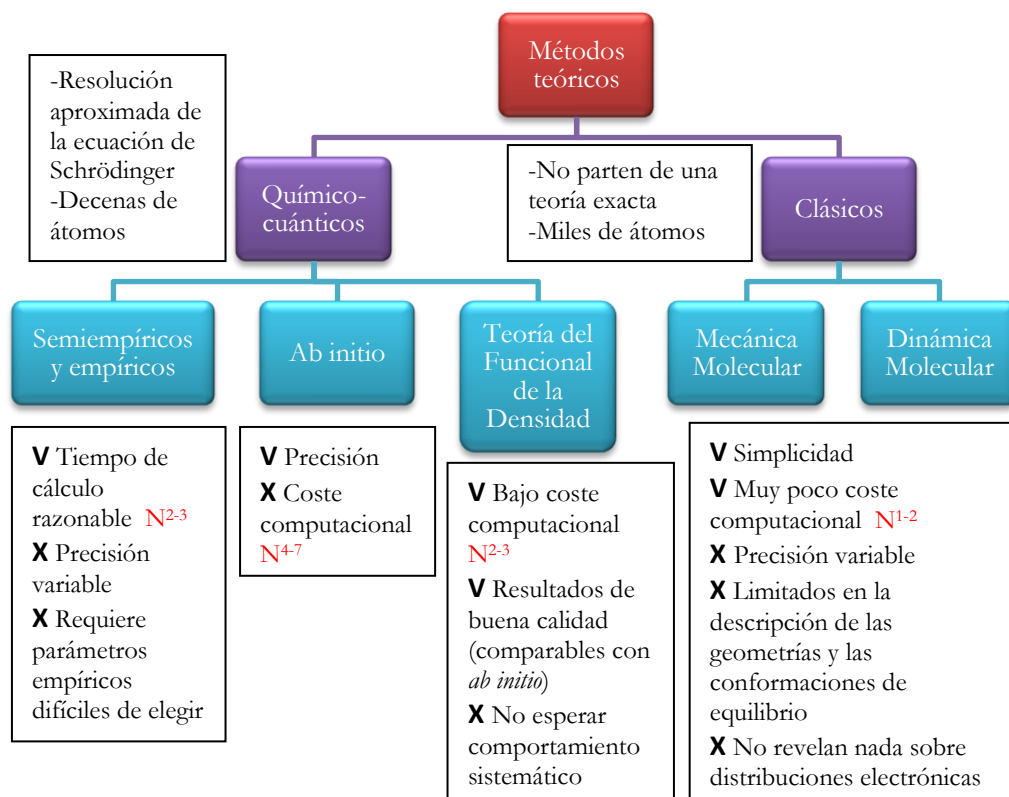 Métodos
teóricos
-Resolución
aproximada de
la ecuación de
Schrödinger
-Decenas de
átomos
Químico-
cuánticos
-No parten de una
teoría exacta
-Miles de átomos
Clásicos
Semiempíricos
y empíricos
Ab initio
Teoría del
Funcional
de la
Densidad
Mecánica
Molecular
Dinámica
Molecular
V Tiempo de
cálculo
razonable N²⁻³
X Precisión
variable
X Requiere
parámetros
empíricos
difíciles de elegir
V Precisión
X Coste
computacional
N⁴⁻⁷
V Bajo coste
computacional
N²⁻³
V Resultados de
buena calidad
(comparables con
ab initio)
X No esperar
comportamiento
sistemático
V Simplicidad
V Muy poco coste
computacional N¹⁻²
X Precisión variable
X Limitados en la
descripción de las
geometrías y las
conformaciones de
equilibrio
X No revelan nada sobre
distribuciones electrónicas